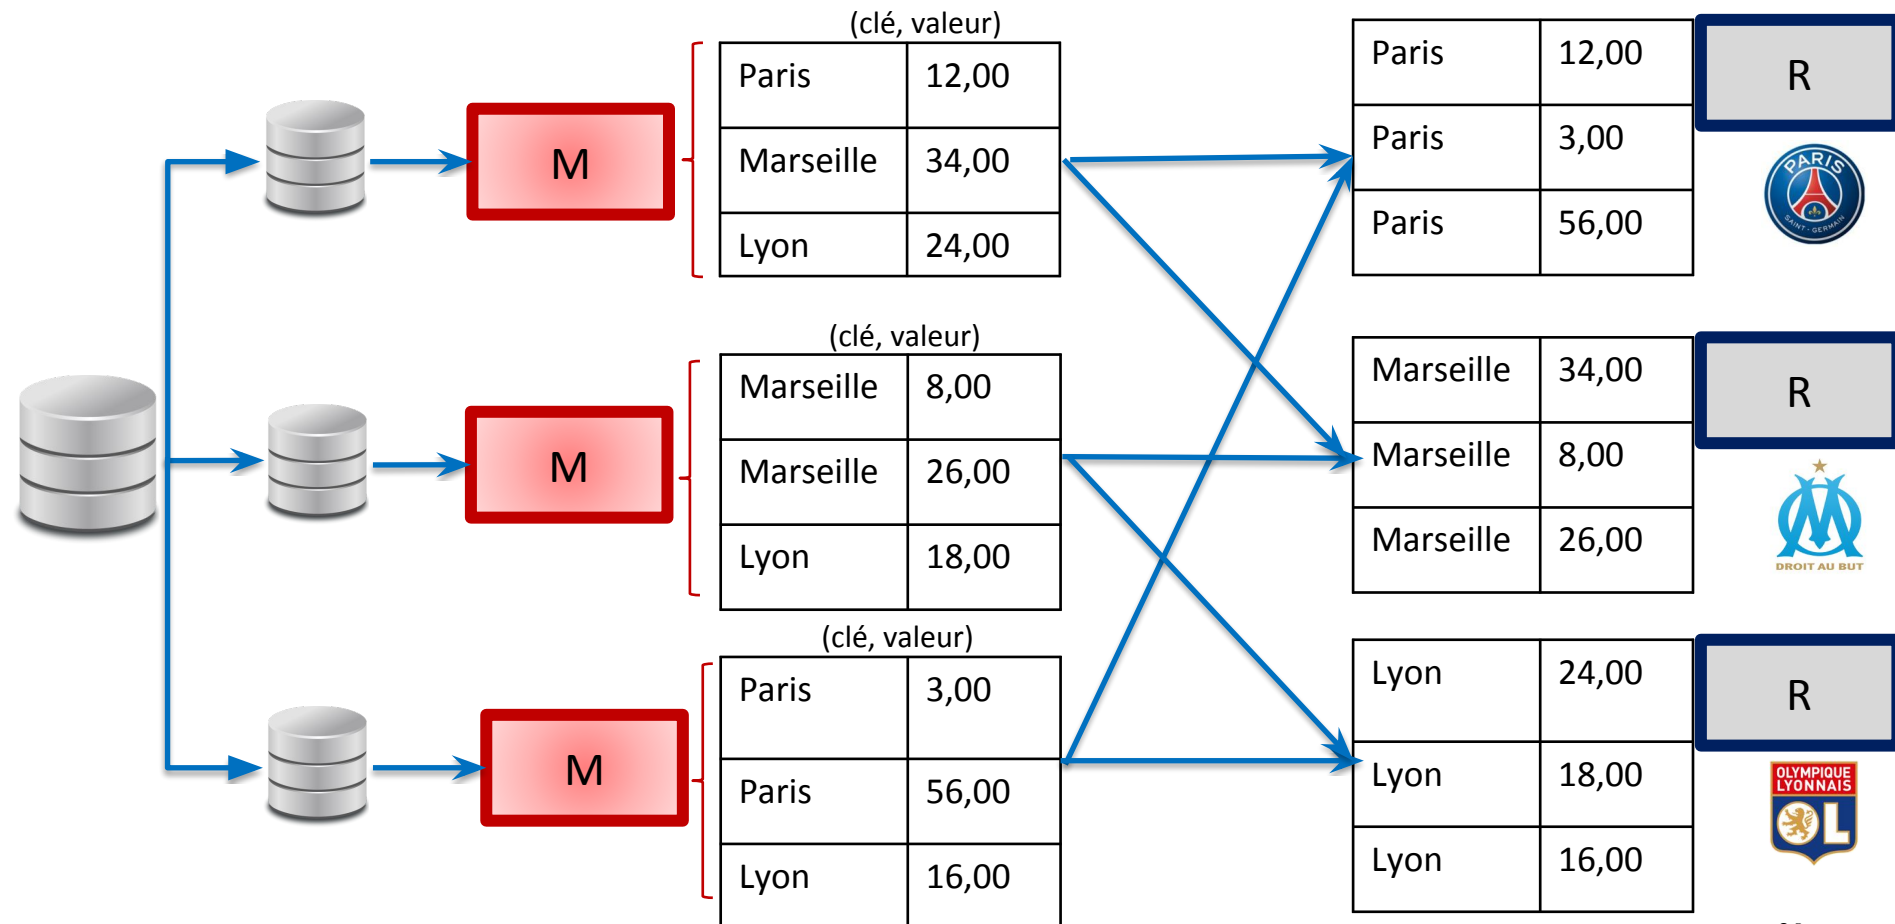 (clé, valeur)
Paris 12,00
Marseille 34,00
Lyon 24,00
(clé, valeur)
Marseille 8,00
Marseille 26,00
Lyon 18,00
(clé, valeur)
Paris 3,00
Paris 56,00
Lyon 16,00
M
M
M
Paris 12,00
Paris 3,00
Paris 56,00
R
PARIS
SAINT-GERMAIN
Marseille 34,00
Marseille 8,00
Marseille 26,00
R
DROIT AU BUT
Lyon 24,00
Lyon 18,00
Lyon 16,00
R
OLYMPIQUE
LYONNAIS
OL